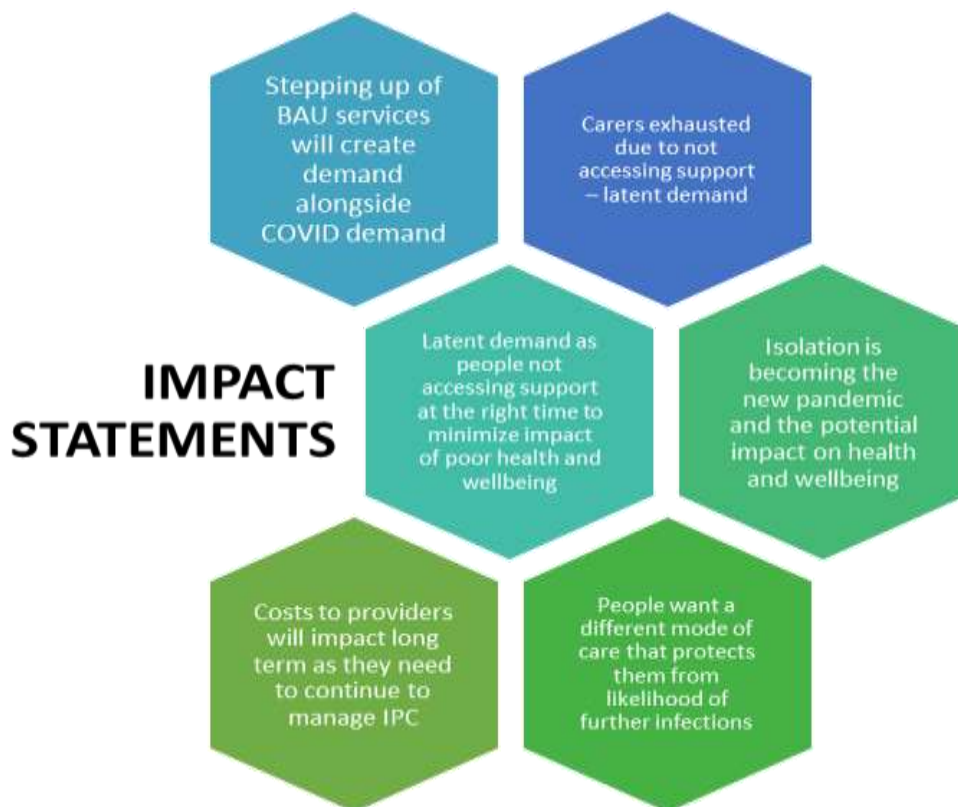 Stepping up of
BAU services
will create
demand
alongside
COVID demand
Carers exhausted
due to not
accessing support
– latent demand
IMPACT
STATEMENTS
Latent demand as
people not
accessing support
at the right time to
minimize impact
of poor health and
wellbeing
Isolation is
becoming the
new pandemic
and the potential
impact on health
and wellbeing
Costs to providers
will impact long
term as they need
to continue to
manage IPC
People want a
different mode of
care that protects
them from
likelihood of
further infections